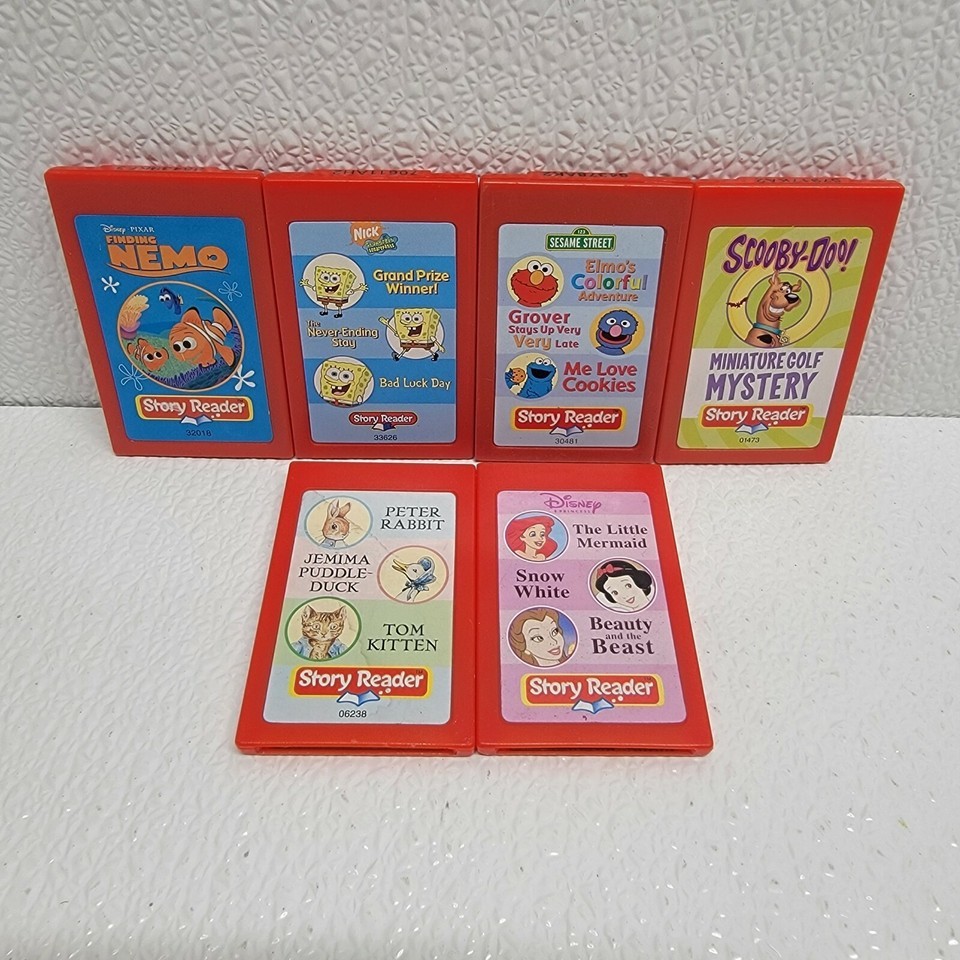 Disney PIXAR
FINDING
NEMO
Story Reader
32016
NICK
Grand Prize
Winner!
The
Never-Ending
Stay
Bad Luck Day
Story Reader
33626
123
SESAME STREET
Elmo's
Colorful
Adventure
Grover
Stays Up Very
Very Late
Me Love
Cookies
Story Reader
30481
SCOOBY-DOO!
MINIATURE GOLF
MYSTERY
Story Reader
01473
PETER
RABBIT
JEMIMA
PUDDLE-
DUCK
TOM
KITTEN
Story Reader
06238
Disney
PRINCESS
The Little
Mermaid
Snow
White
Beauty
and the
Beast
Story Reader